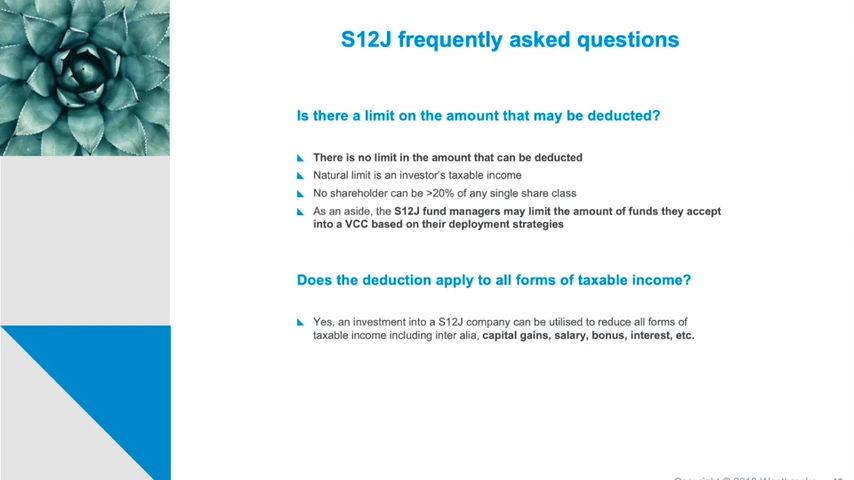 S12J frequently asked questions
Is there a limit on the amount that may be deducted?
There is no limit in the amount that can be deducted
Natural limit is an investor's taxable income
No shareholder can be >20% of any single share class
As an aside, the S12J fund managers may limit the amount of funds they accept
into a VCC based on their deployment strategies
Does the deduction apply to all forms of taxable income?
Yes, an investment into a S12J company can be utilised to reduce all forms of
taxable income including inter alia, capital gains, salary, bonus, interest, etc.